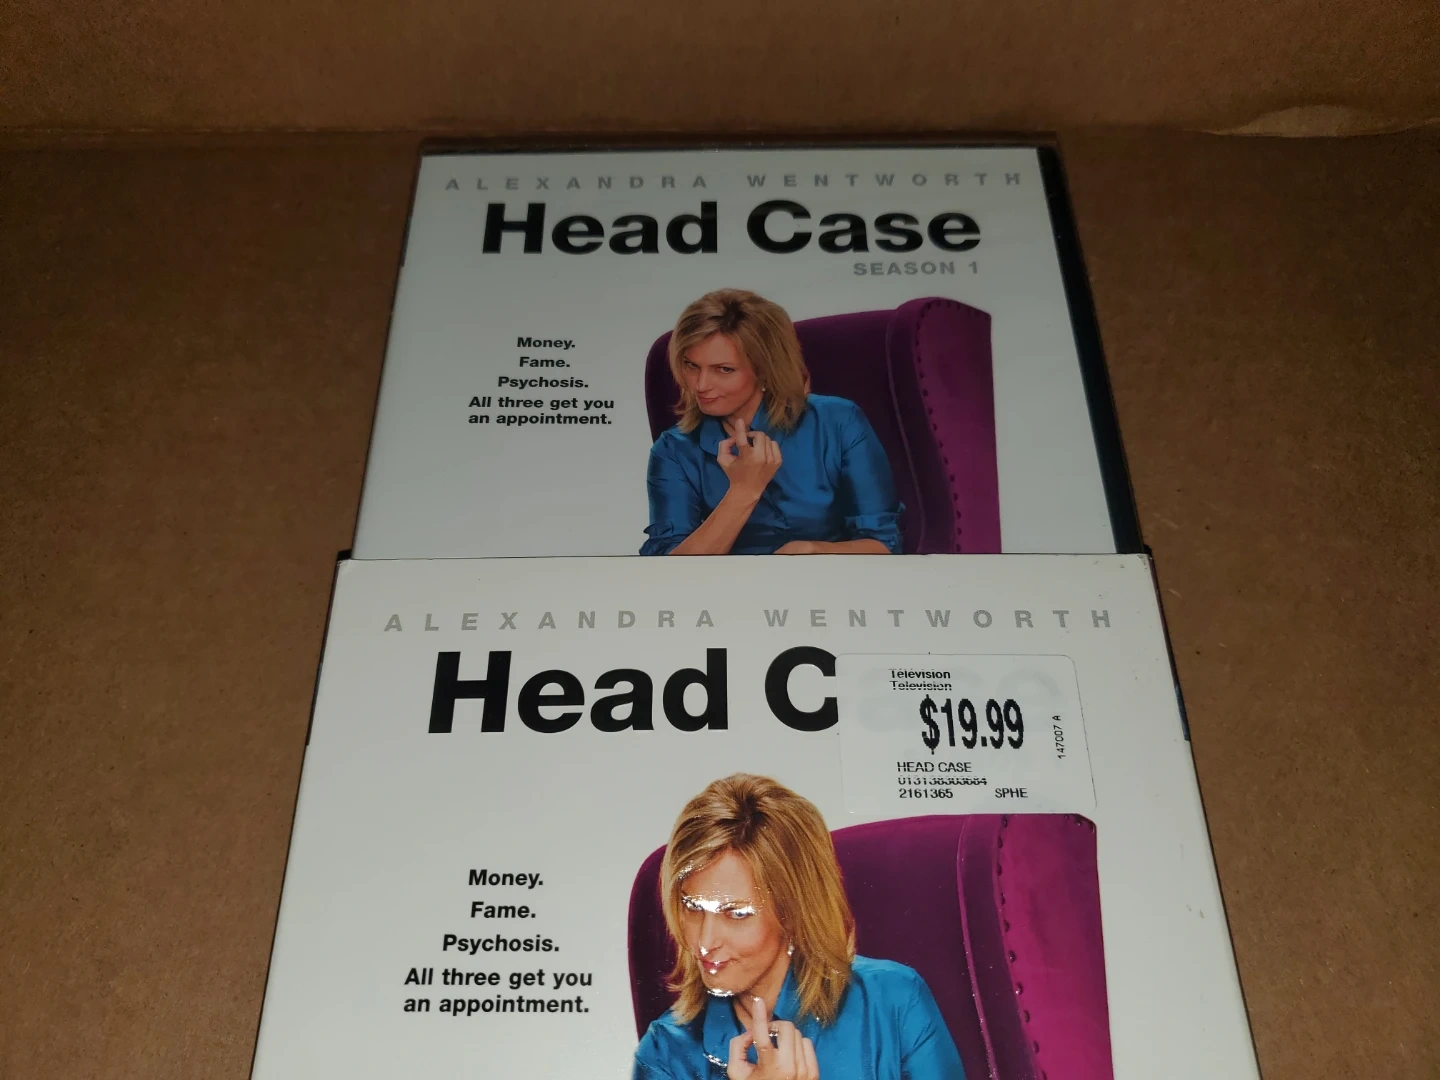 ALEXANDRA WENTWORTH
Head Case
SEASON 1
Money.
Fame.
Psychosis.
All three get you
an appointment.
ALEXANDRA WENTWORTH
Head C
Télévision
Television
$19.99
147007 A
HEAD CASE
2161365 SPHE
Money.
Fame.
Psychosis.
All three get you
an appointment.